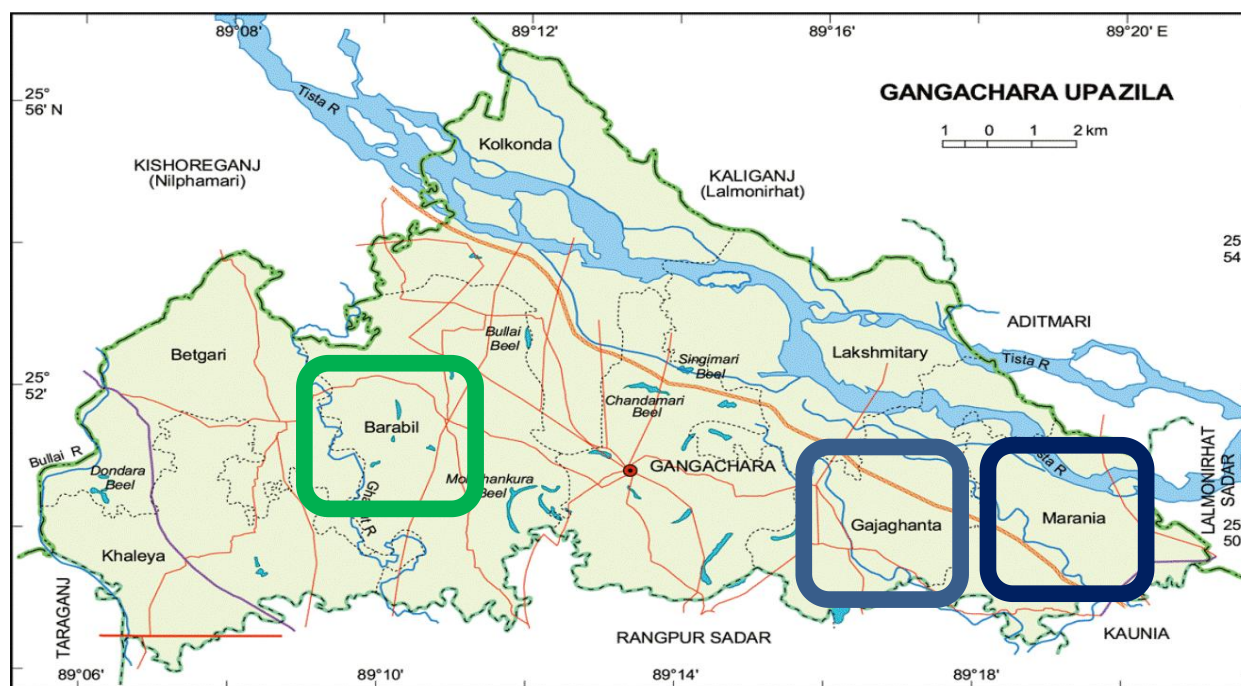 89°08'
89°12'
89°16'
89°20' E
25°
56' N
Tista R
GANGACHARA UPAZILA
1 0 1 2 km
Kolkonda
KISHOREGANJ
(Nilphamari)
KALIGANJ
(Lalmonirhat)
25
54
ADITMARI
Bullai
Beel
Betgari
Lakshmitary
Singimari
Beel
Tista R
25°
52'
Chandamari
Beel
Barabil
Bullai R
Dondara
Beel
GANGACHARA
Beel
Gajaghanta
Marania
LALMONIRHAT
SADAR
25
50
Khaleya
TARAGANJ
RANGPUR SADAR
KAUNIA
89°06'
89°10'
89°14'
89°18'